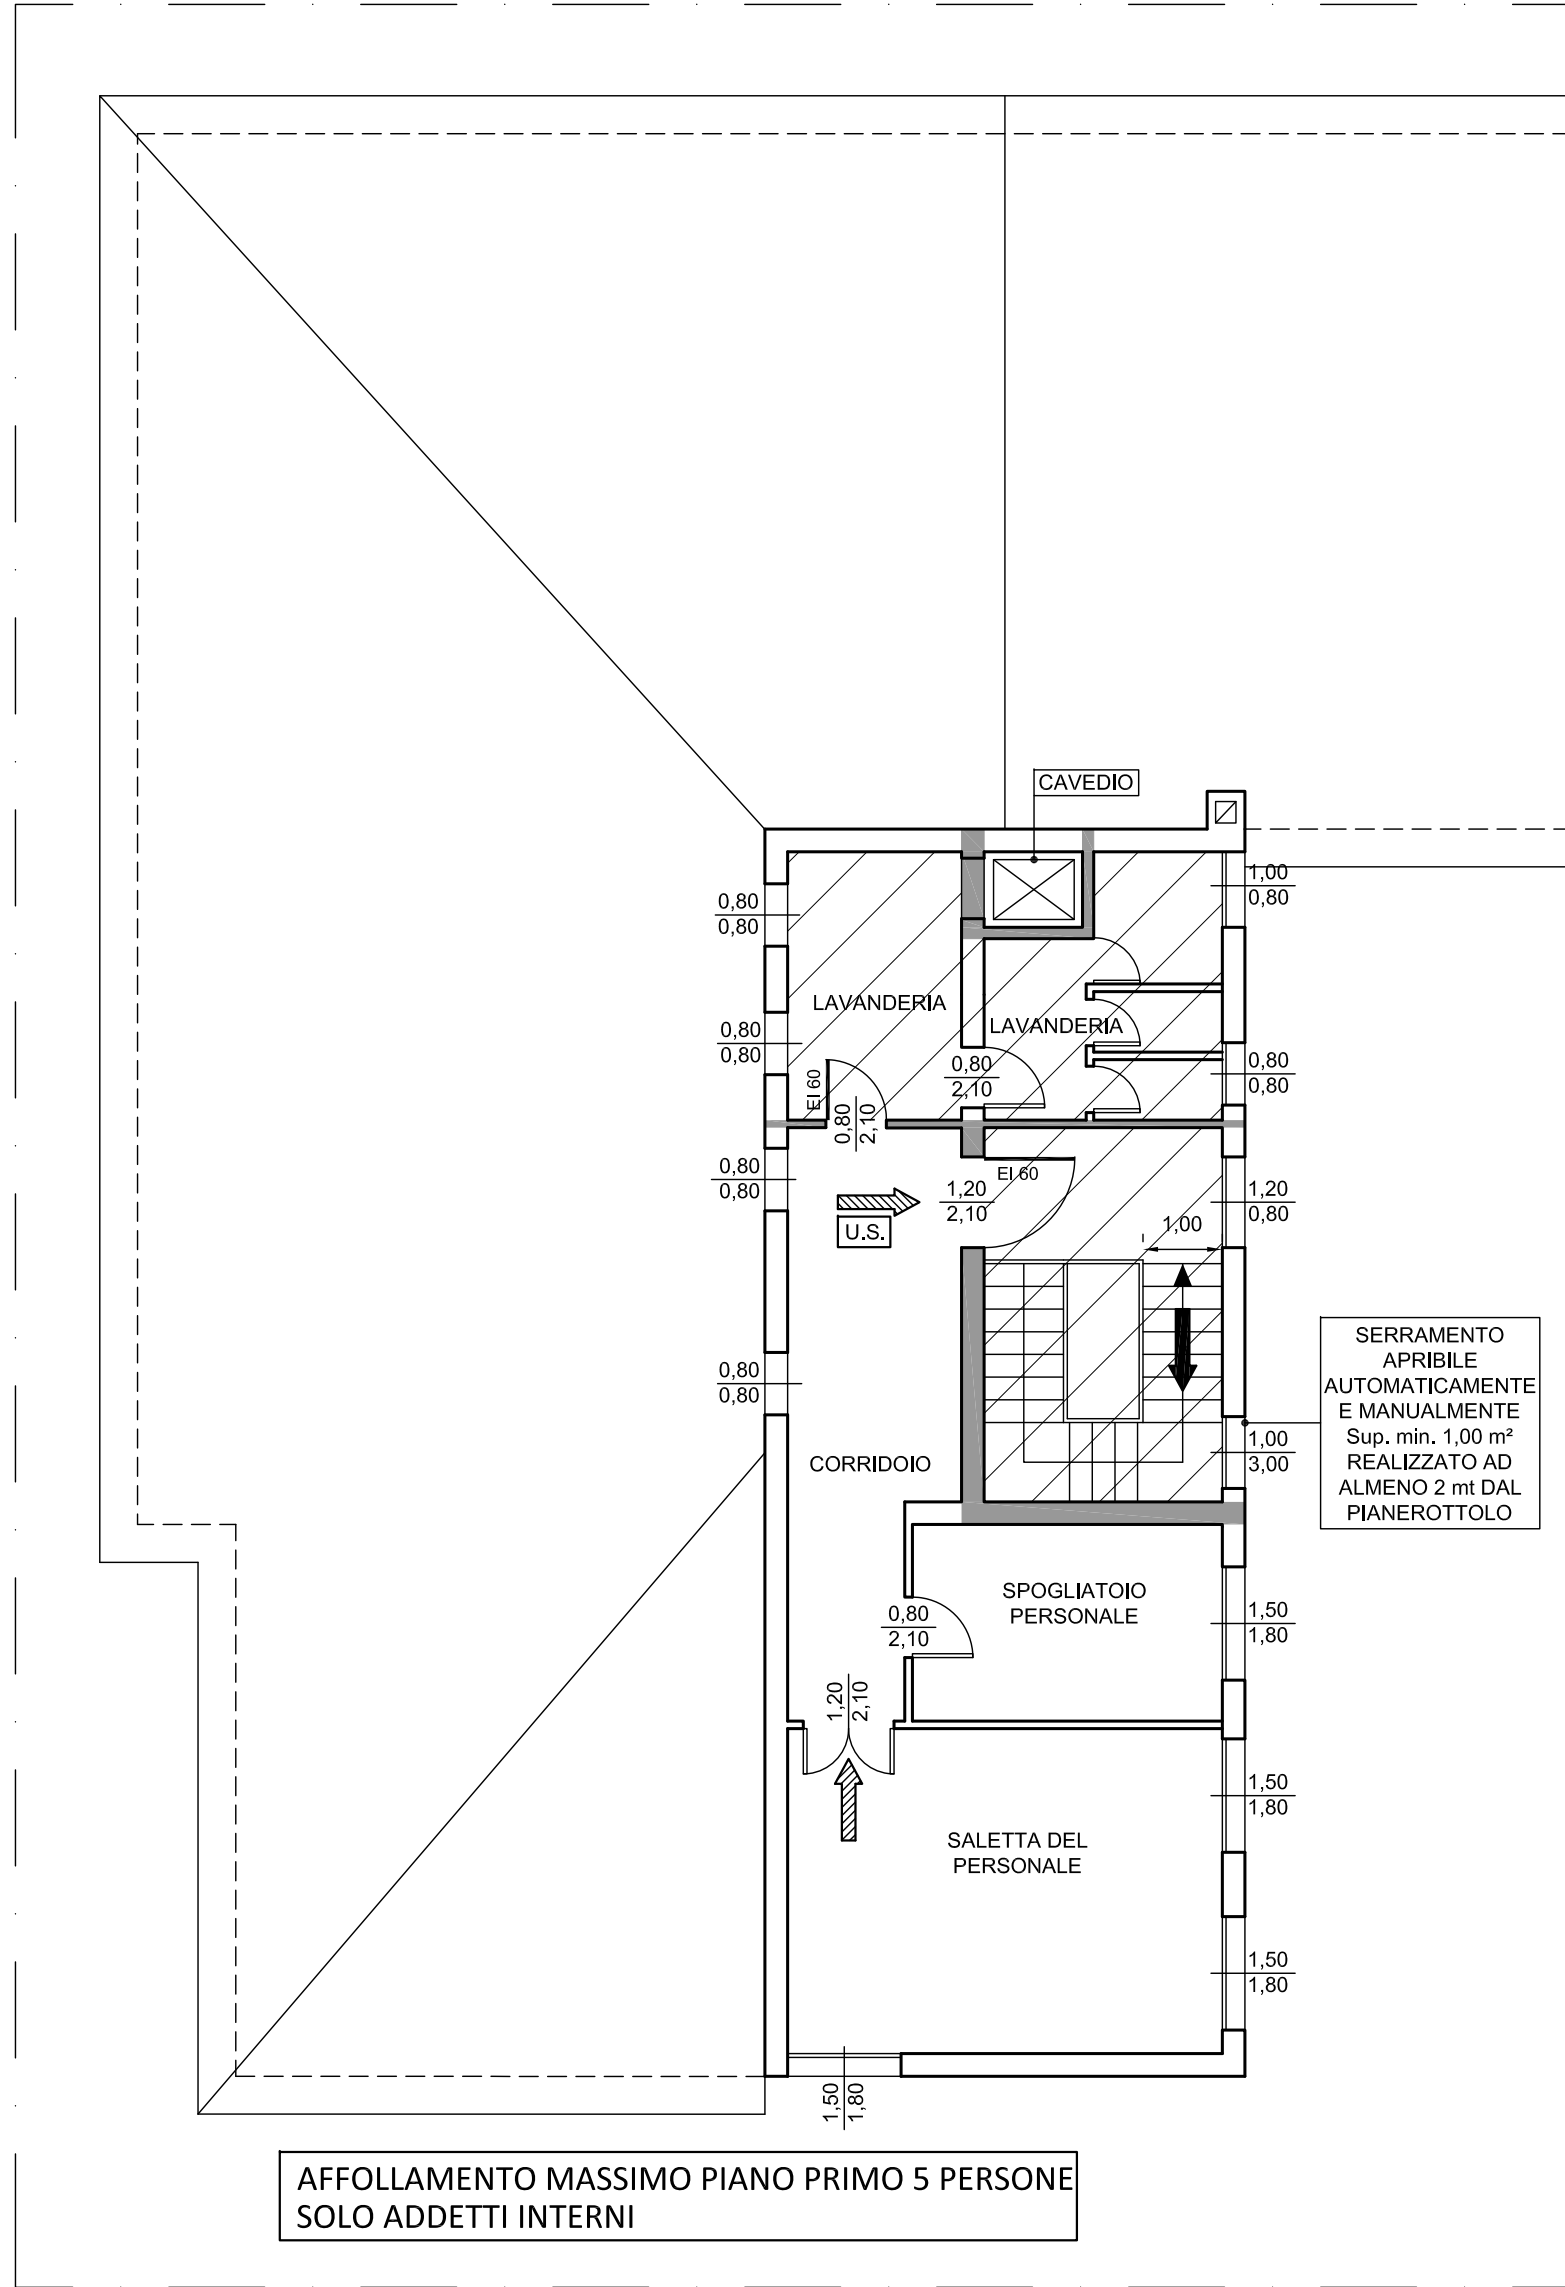 CAVEDIO
1,00
0,80
0,80
0,80
LAVANDERIA
LAVANDERIA
0,80
0,80
0,80
2,10
0,80
0,80
EI 60
0,80
2,10
0,80
0,80
EI 60
1,20
2,10
1,20
0,80
U.S.
1,00
SERRAMENTO
APRIBILE
AUTOMATICAMENTE
E MANUALMENTE
Sup. min. 1,00 m²
REALIZZATO AD
ALMENO 2 mt DAL
PIANEROTTOLO
0,80
0,80
1,00
3,00
CORRIDOIO
SPOGLIATOIO
PERSONALE
0,80
2,10
1,50
1,80
1,20
2,10
1,50
1,80
SALETTA DEL
PERSONALE
1,50
1,80
1,50
1,80
AFFOLLAMENTO MASSIMO PIANO PRIMO 5 PERSONE
SOLO ADDETTI INTERNI